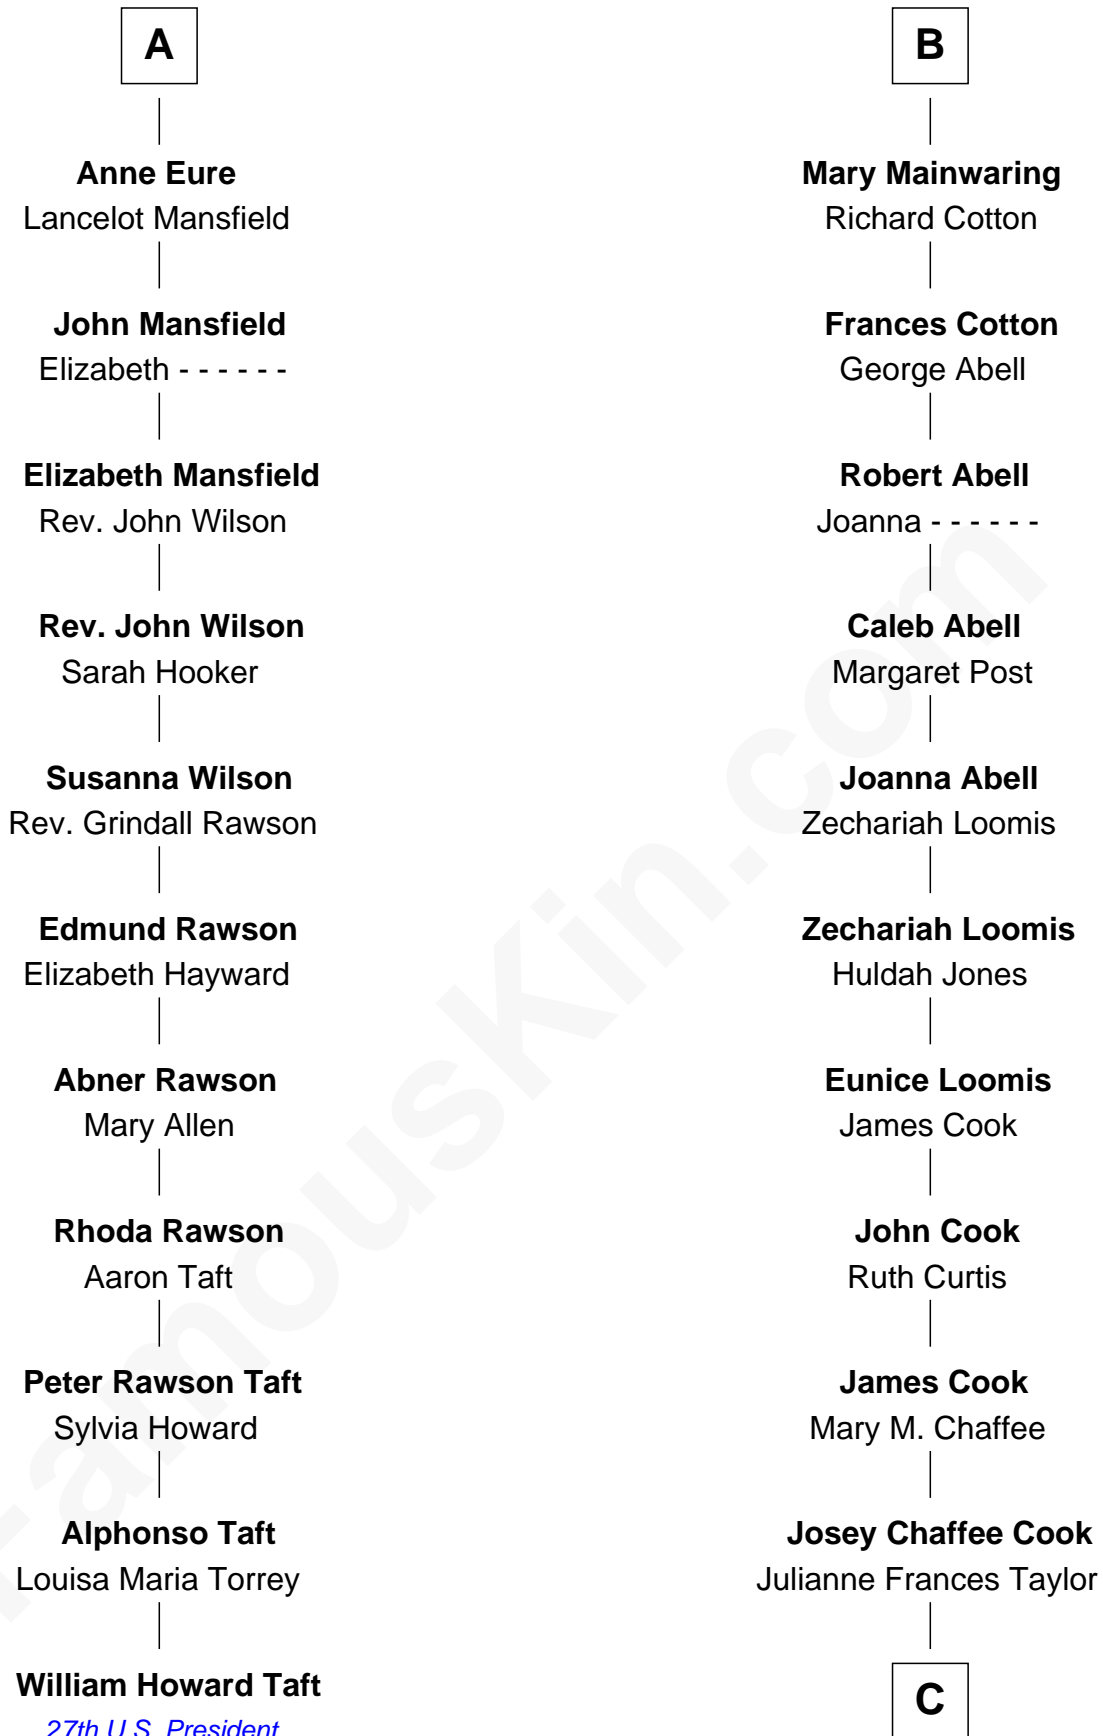 A
Anne Eure
Lancelot Mansfield
John Mansfield
Elizabeth - - - - - -
Elizabeth Mansfield
Rev. John Wilson
Rev. John Wilson
Sarah Hooker
Susanna Wilson
Rev. Grindall Rawson
Edmund Rawson
Elizabeth Hayward
Abner Rawson
Mary Allen
Rhoda Rawson
Aaron Taft
Peter Rawson Taft
Sylvia Howard
Alphonso Taft
Louisa Maria Torrey
William Howard Taft
27th U.S. President
B
Mary Mainwaring
Richard Cotton
Frances Cotton
George Abell
Robert Abell
Joanna - - - - - -
Caleb Abell
Margaret Post
Joanna Abell
Zechariah Loomis
Zechariah Loomis
Huldah Jones
Eunice Loomis
James Cook
John Cook
Ruth Curtis
James Cook
Mary M. Chaffee
Josey Chaffee Cook
Julianne Frances Taylor
C
FamousKin.com